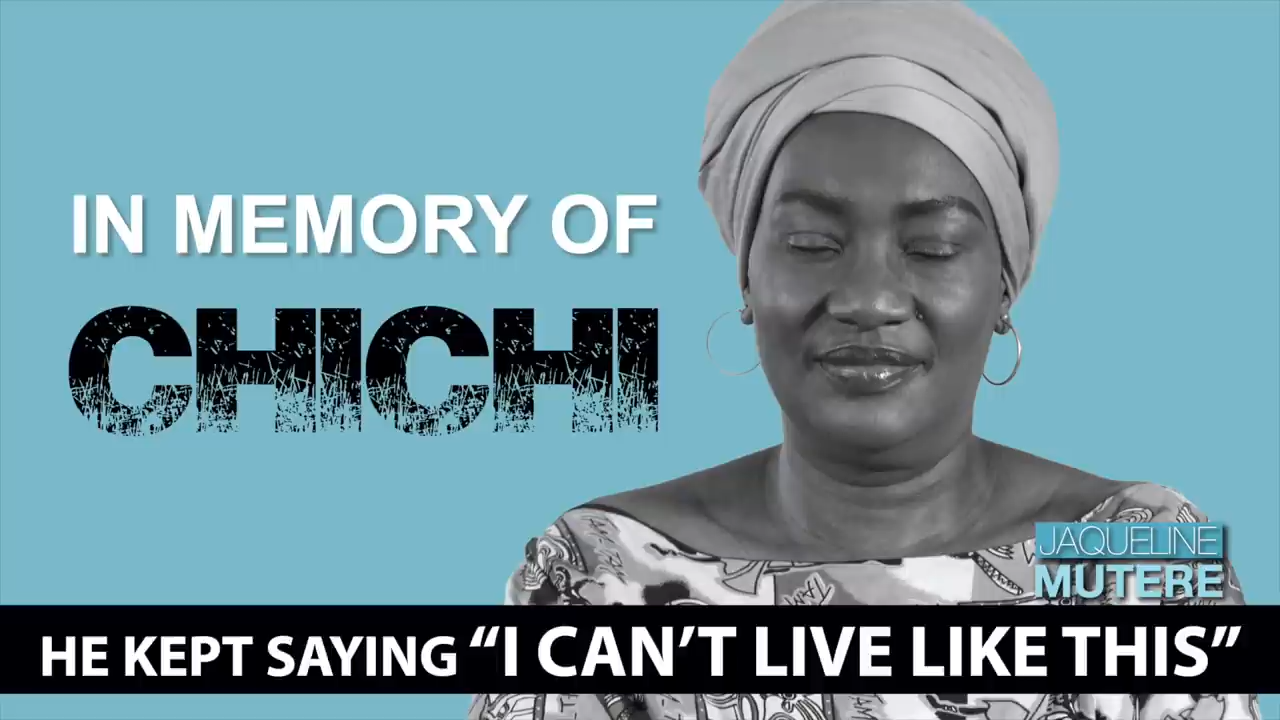 IN MEMORY OF
CHICHI
JAQUELINE
MUTERE
HE KEPT SAYING “I CAN’T LIVE LIKE THIS”